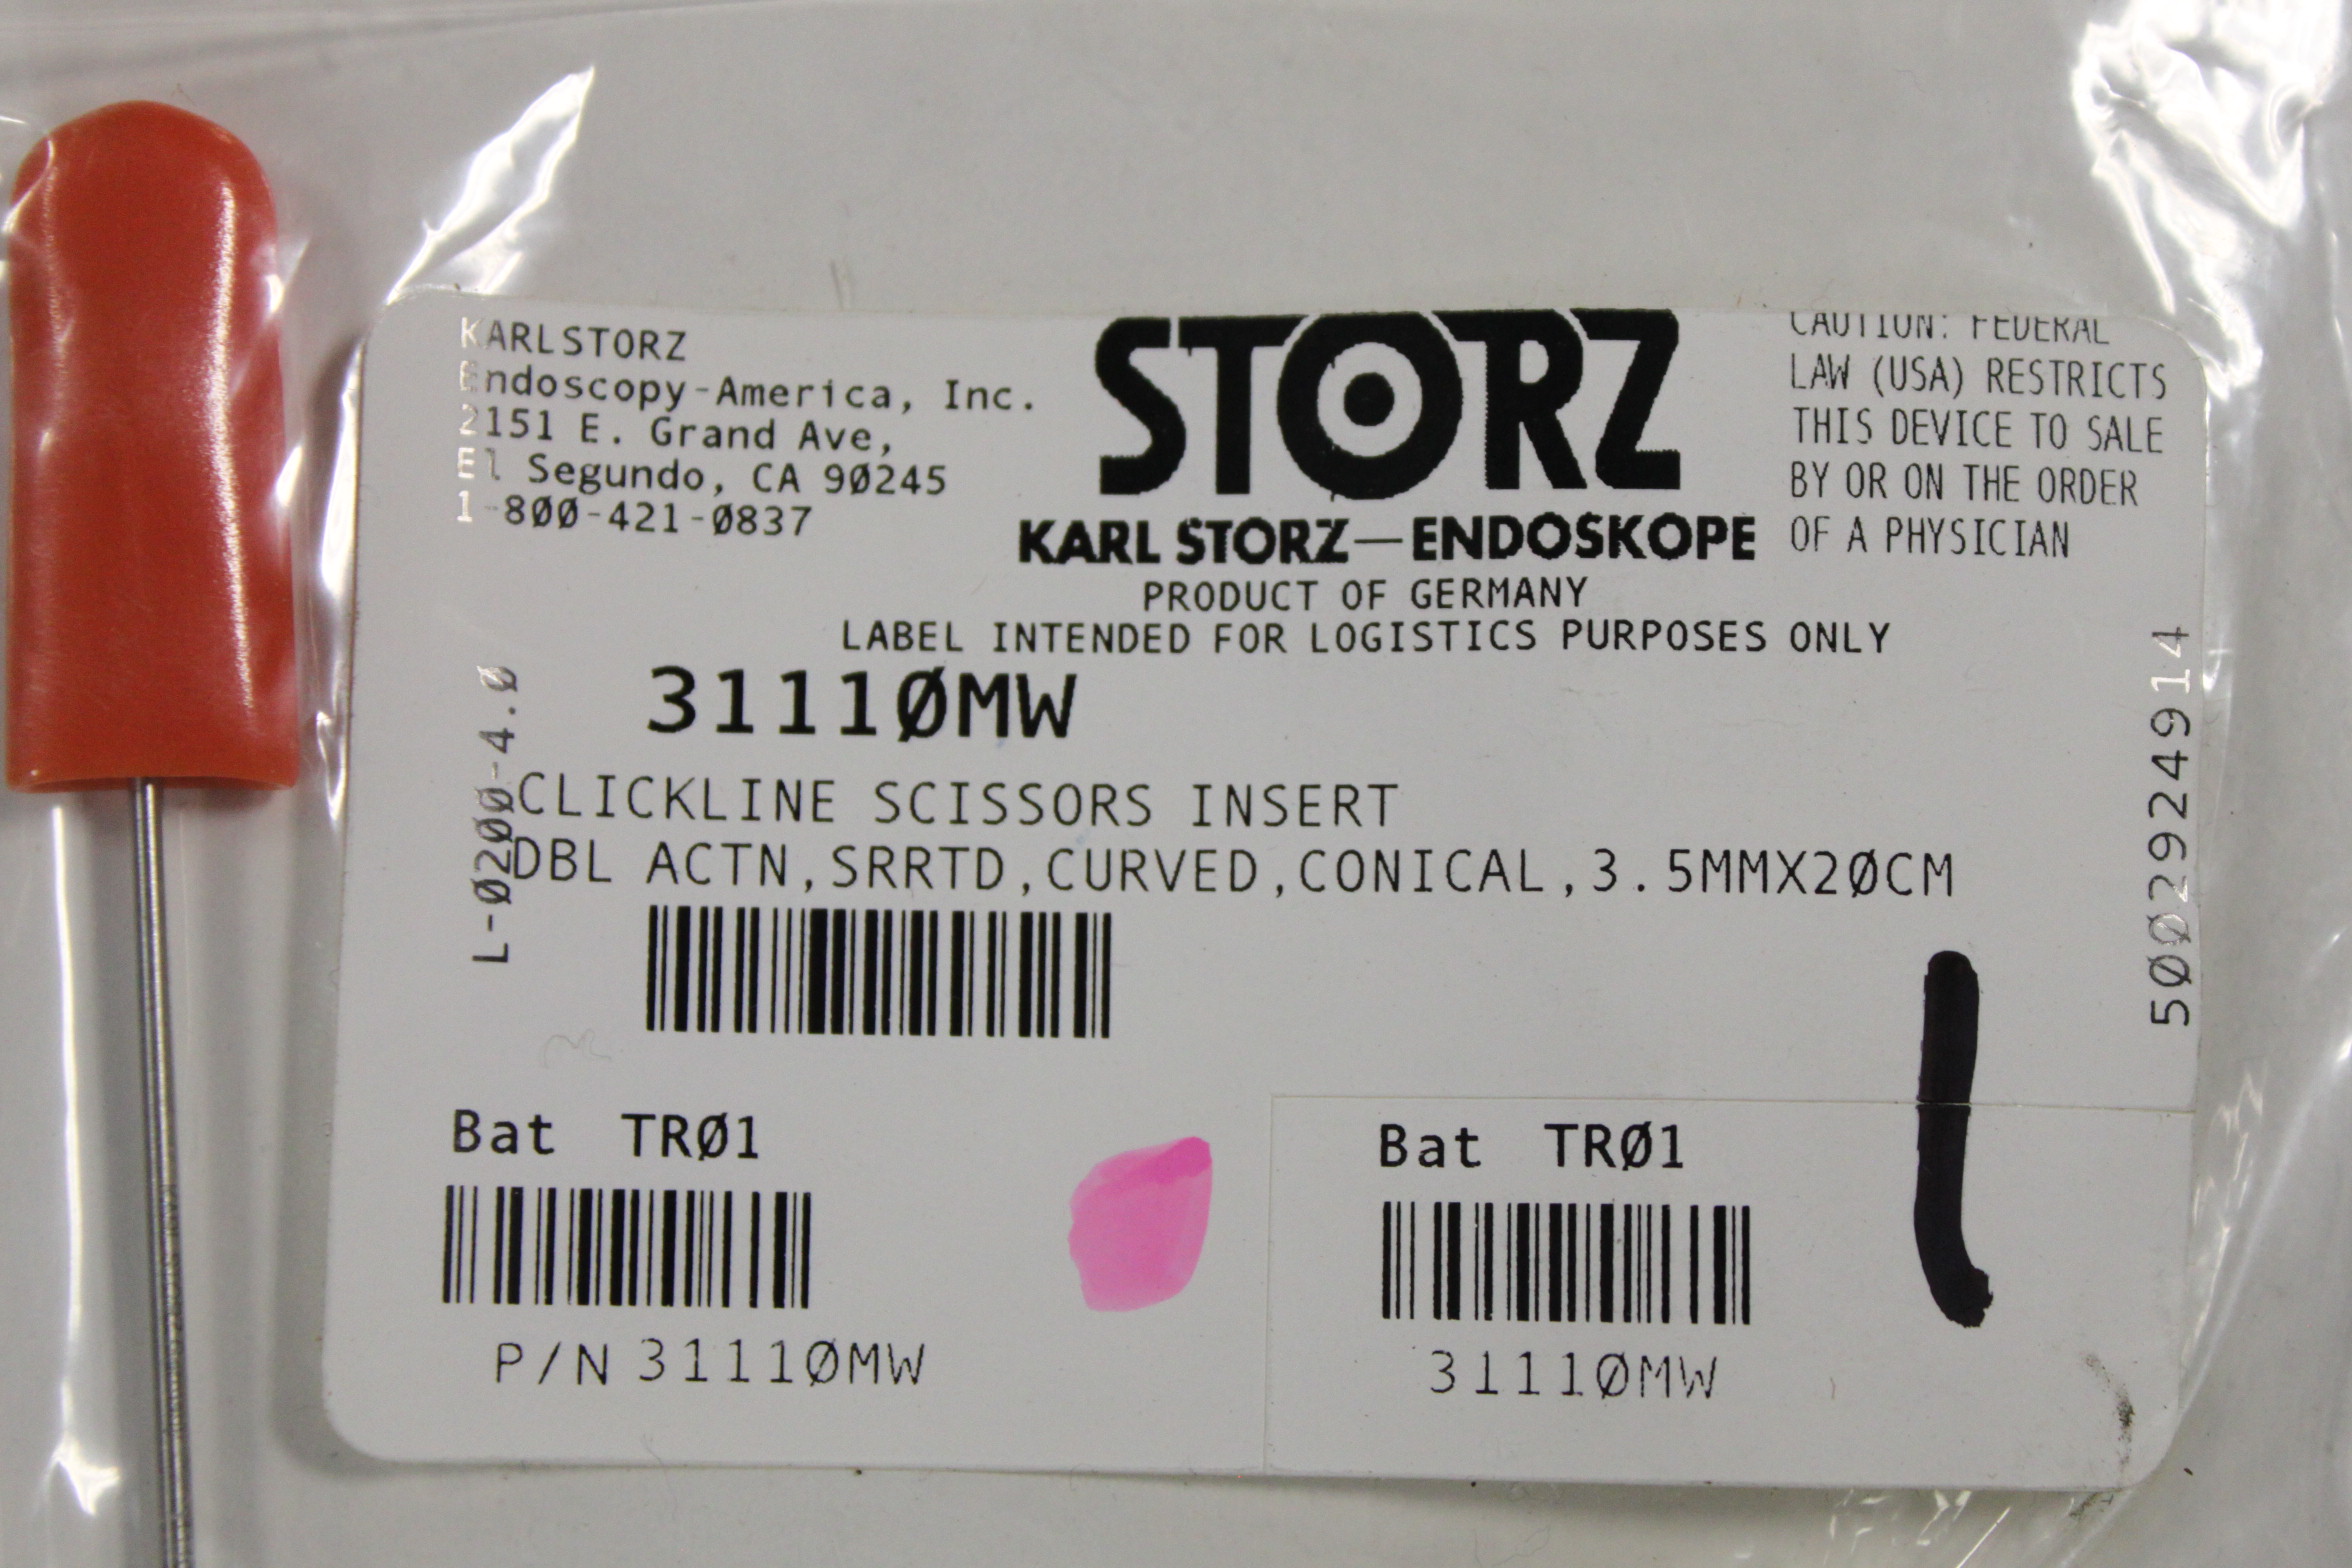 KARLSTORZ
Endoscopy-America, Inc.
2151 E. Grand Ave,
El Segundo, CA 90245
1-800-421-0837
STORZ
KARL STORZ—ENDOSKOPE
CAUTION: FEDERAL
LAW (USA) RESTRICTS
THIS DEVICE TO SALE
BY OR ON THE ORDER
OF A PHYSICIAN
PRODUCT OF GERMANY
LABEL INTENDED FOR LOGISTICS PURPOSES ONLY
31110MW
L-0200-4.0
CLICKLINE SCISSORS INSERT
DBL ACTN,SRRTD,CURVED,CONICAL,3.5MMX20CM
5002924914
Bat TR01
P/N 31110MW
Bat TR01
31110MW